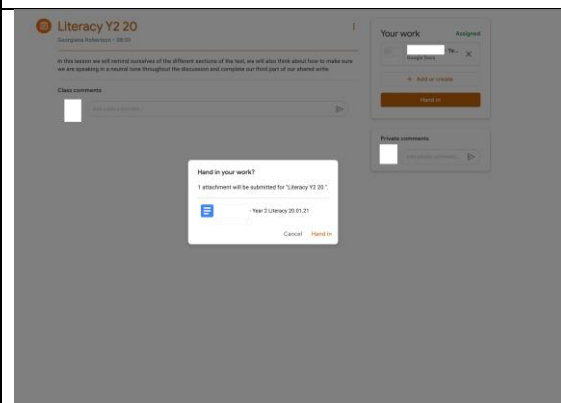 Literacy Y2 20
Georgiana Robertson • 08:30
In this lesson we will remind ourselves of the different sections of the text, we will also think about how to make sure
we are speaking in a neutral tone throughout the discussion and complete our third part of our shared write.
Class comments
Add class comment...
Your work
Assigned
Ye...
Google Docs
+ Add or create
Hand in
Private comments
Add private comment...
Hand in your work?
1 attachment will be submitted for "Literacy Y2 20 ".
- Year 2 Literacy 20.01.21
Cancel
Hand in